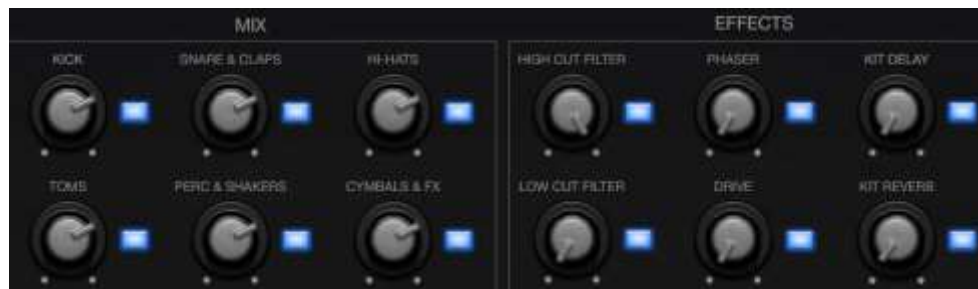 MIX
EFFECTS
KICK
SNARE & CLAPS
HI-HATS
HIGH CUT FILTER
PHASER
KIT DELAY
TOMS
PERC & SHAKERS
CYMBALS & FX
LOW CUT FILTER
DRIVE
KIT REVERB